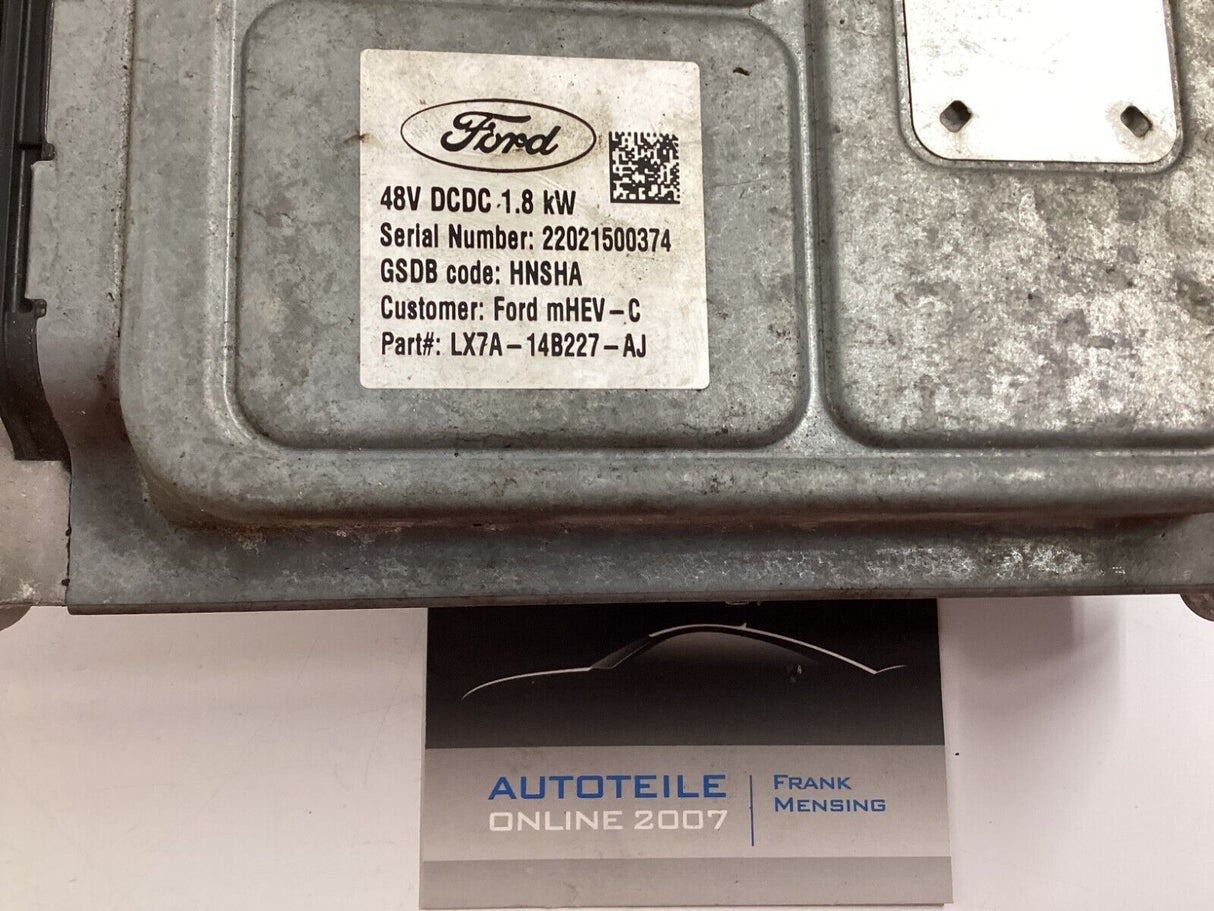 Ford
48V DCDC 1.8 kW
Serial Number: 22021500374
GSDB code: HNSHA
Customer: Ford mHEV-C
Part#: LX7A-14B227-AJ
AUTOTEILE
ONLINE 2007
FRANK
MENSING